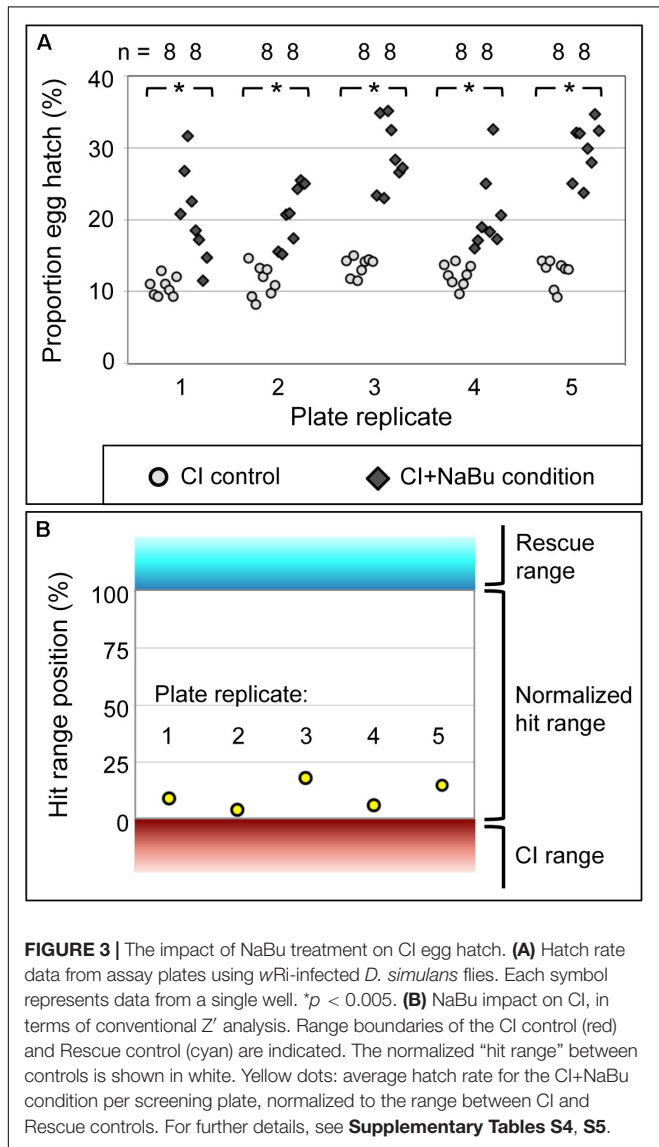 A
n = 8 8 8 8 8 8 8 8 8 8
Proportion egg hatch (%)
40
30
20
10
0
* * * * *
1 2 3 4 5
Plate replicate
CI control CI+NaBu condition
B
Hit range position (%)
100
75
50
25
0
Plate replicate:
1 2 3 4 5
Rescue
range
Normalized
hit range
CI range
FIGURE 3 | The impact of NaBu treatment on CI egg hatch. (A) Hatch rate
data from assay plates using wRi-infected D. simulans flies. Each symbol
represents data from a single well. *p < 0.005. (B) NaBu impact on CI, in
terms of conventional Z′ analysis. Range boundaries of the CI control (red)
and Rescue control (cyan) are indicated. The normalized “hit range” between
controls is shown in white. Yellow dots: average hatch rate for the CI+NaBu
condition per screening plate, normalized to the range between CI and
Rescue controls. For further details, see Supplementary Tables S4, S5.